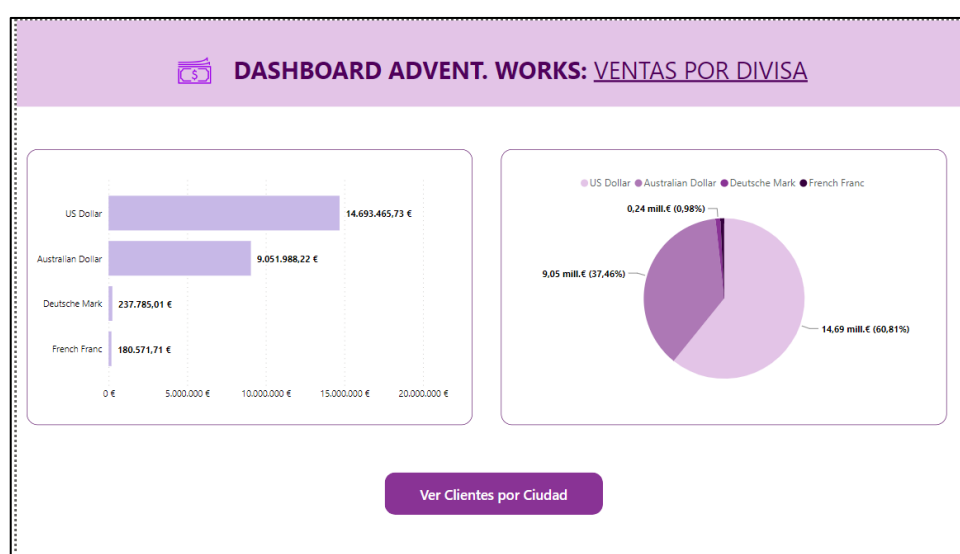 DASHBOARD ADVENT. WORKS: VENTAS POR DIVISA
US Dollar
14.693.465,73 €
Australian Dollar
9.051.988,22 €
Deutsche Mark
237.785,01 €
French Franc
180.571,71 €
0 €
5.000.000 €
10.000.000 €
15.000.000 €
20.000.000 €
US Dollar Australian Dollar Deutsche Mark French Franc
0,24 mill.€ (0,98%)
9,05 mill.€ (37,46%)
14,69 mill.€ (60,81%)
Ver Clientes por Ciudad